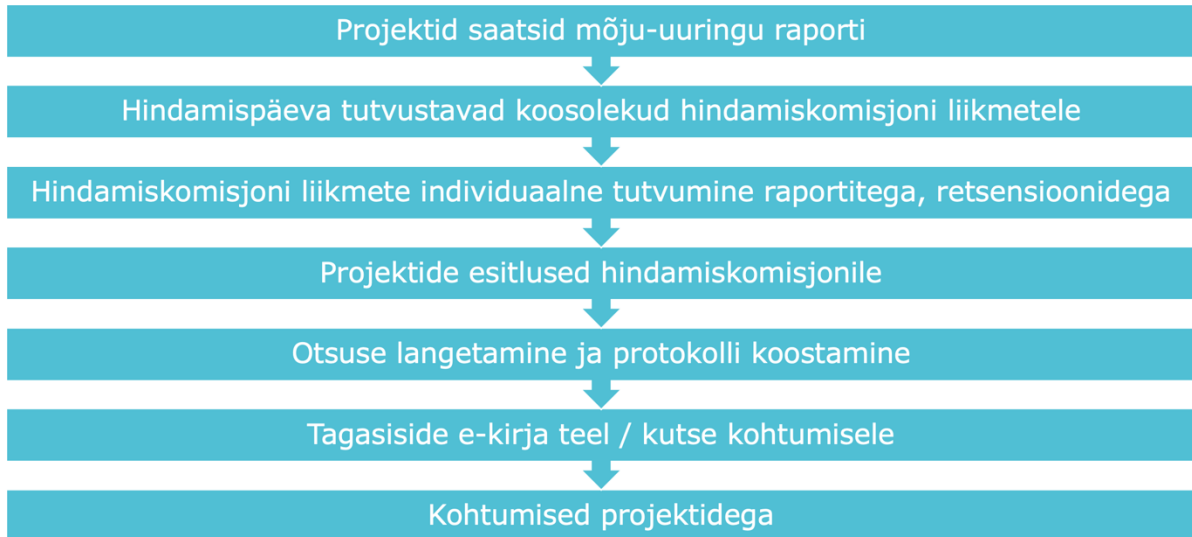 Projektid saatsid mõju-uuringu raporti
Hindamispäeva tutvustavad koosolekud hindamiskomisjoni liikmetele
Hindamiskomisjoni liikmete individuaalne tutvumine raportitega, retsensioonidega
Projektide esitlused hindamiskomisjonile
Otsuse langetamine ja protokolli koostamine
Tagasiside e-kirja teel / kutse kohtumisele
Kohtumised projektidega